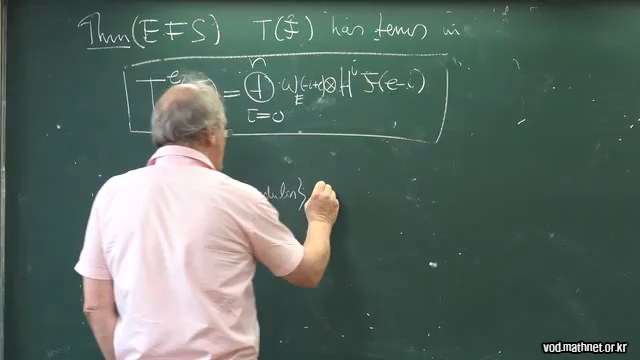 Thm (EFS) T(F) has terms in
T^e = ⊕_{i=0}^{n} ω_E(-i+e) ⊗ H^i F(e-i)
vod.mathnet.or.kr